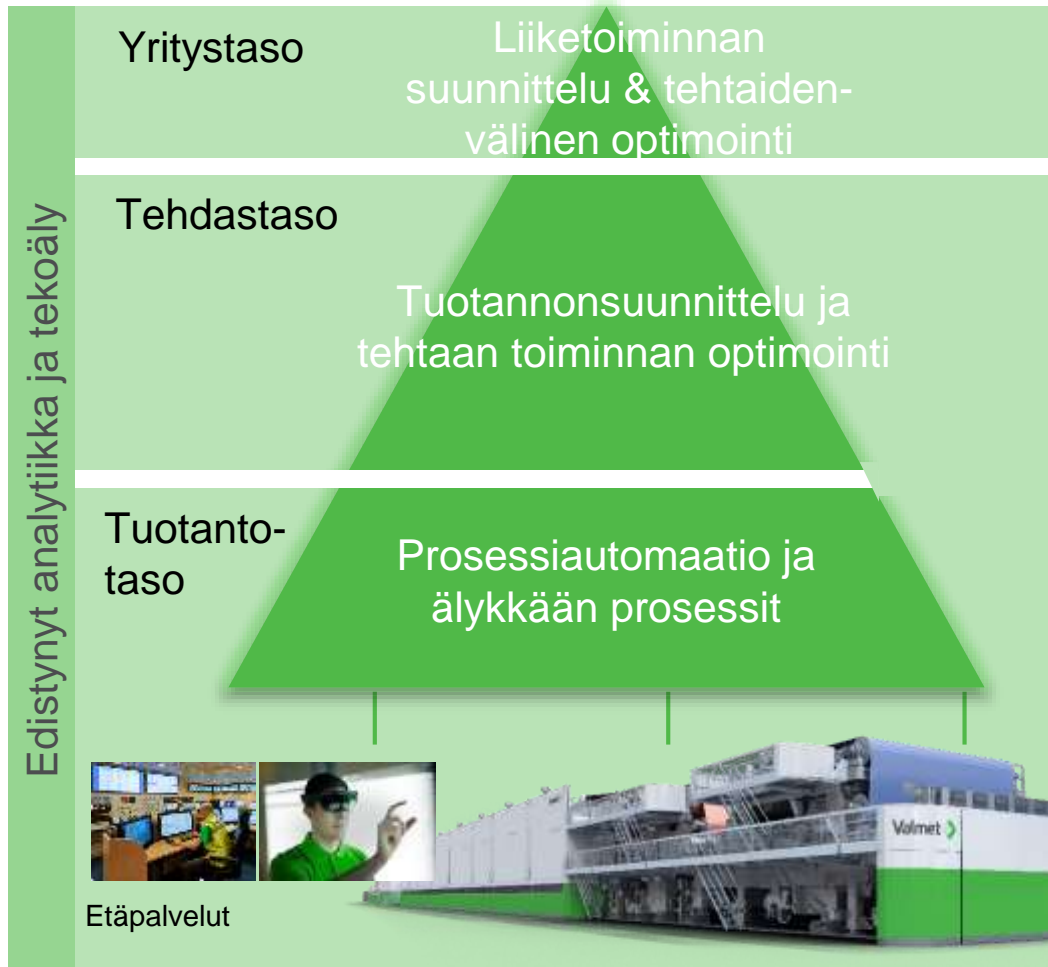 Yritystaso
Liiketoiminnan
suunnittelu & tehtaiden-
välinen optimointi
Tehdastaso
Tuotannonsuunnittelu ja
tehtaan toiminnan optimointi
Tuotanto-
taso
Prosessiautomaatio ja
älykkään prosessit
Edistynyt analytiikka ja tekoäly
Valmet
Etäpalvelut